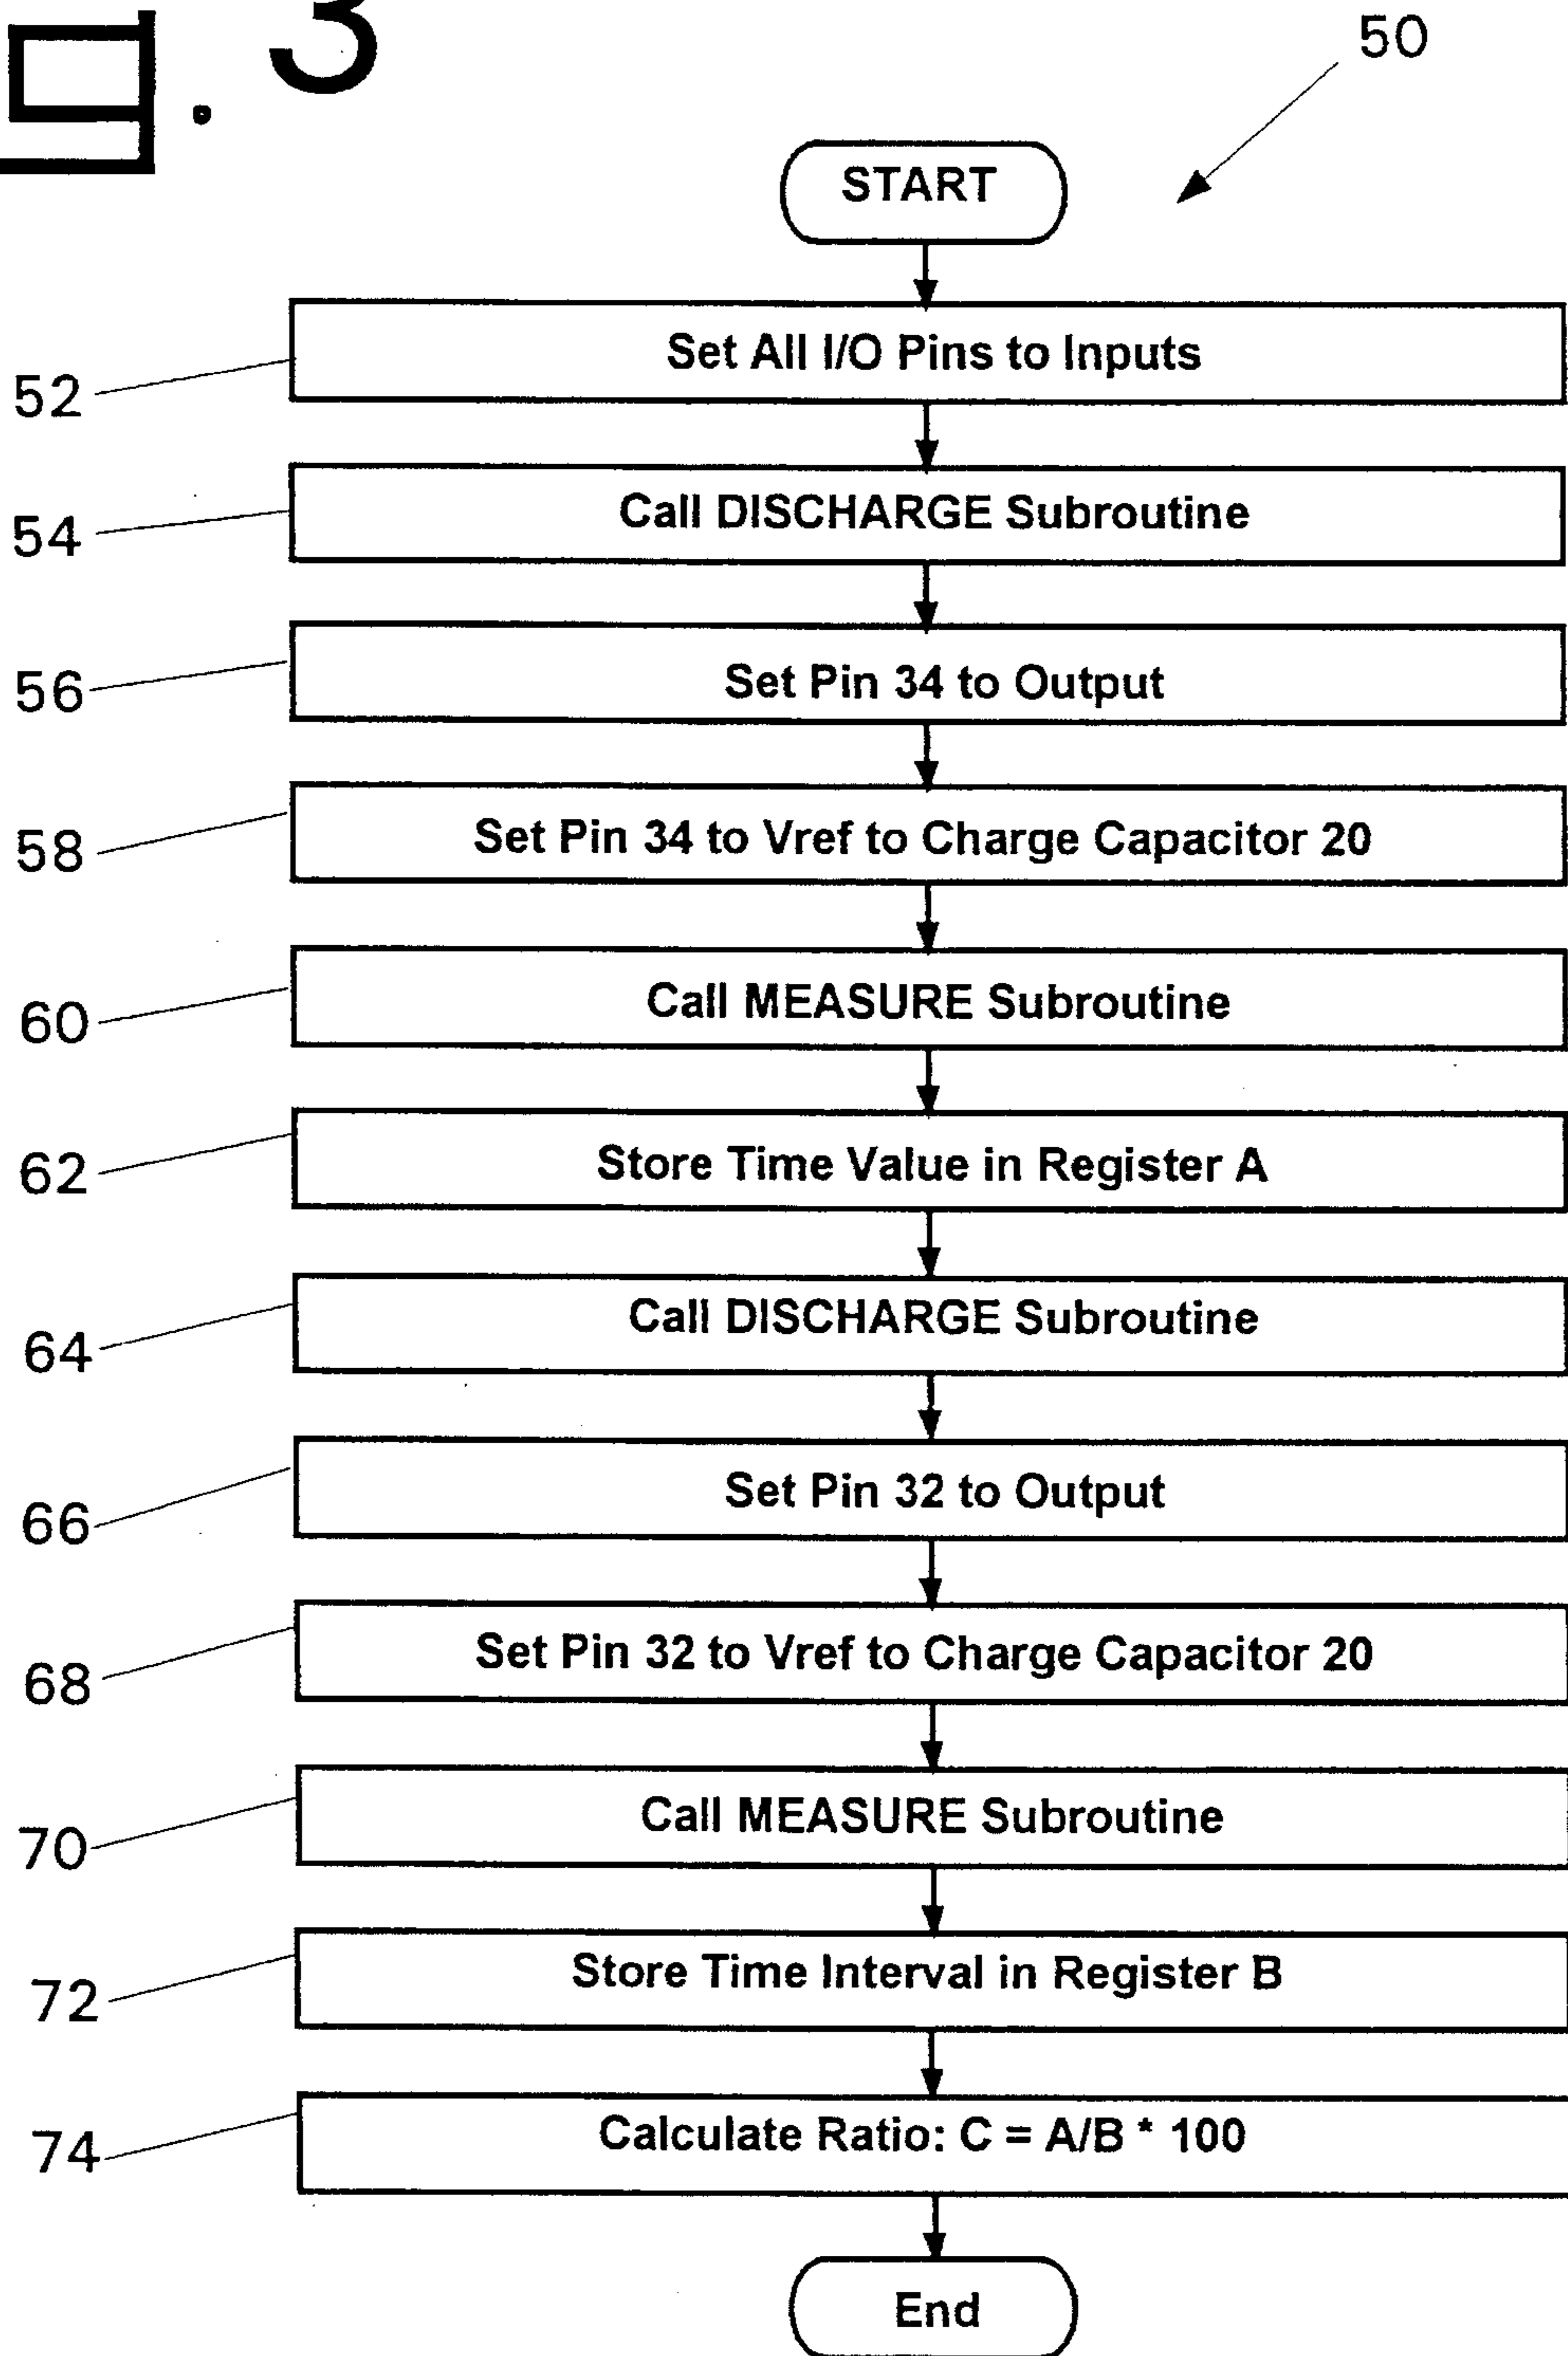 g. 3
50
START
52 Set All I/O Pins to Inputs
54 Call DISCHARGE Subroutine
56 Set Pin 34 to Output
58 Set Pin 34 to Vref to Charge Capacitor 20
60 Call MEASURE Subroutine
62 Store Time Value in Register A
64 Call DISCHARGE Subroutine
66 Set Pin 32 to Output
68 Set Pin 32 to Vref to Charge Capacitor 20
70 Call MEASURE Subroutine
72 Store Time Interval in Register B
74 Calculate Ratio: C = A/B * 100
End